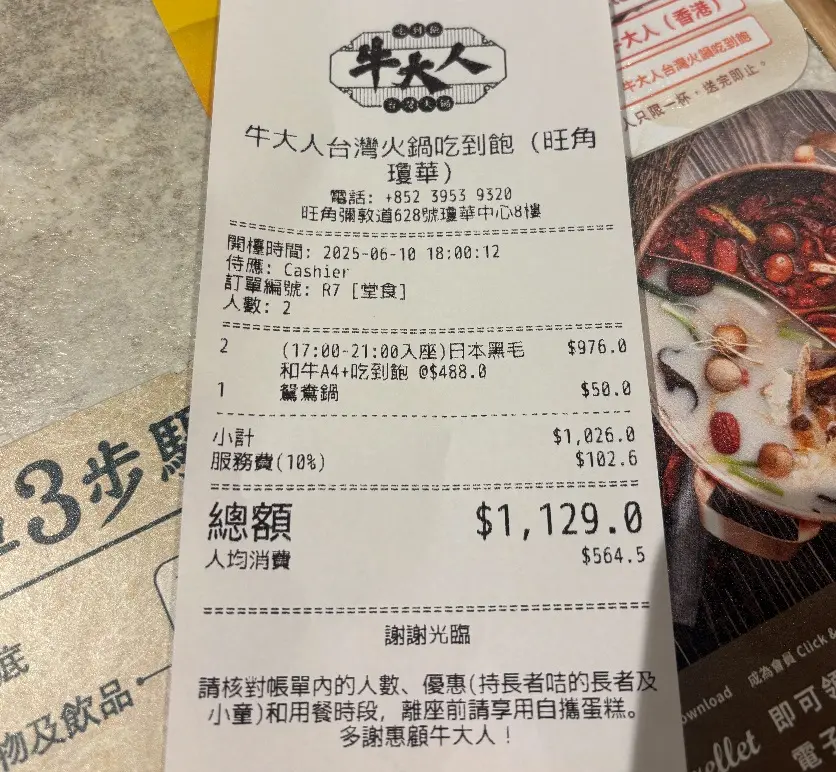 吃到飽
牛大人
台灣火鍋
牛大人台灣火鍋吃到飽 (旺角
瓊華)
電話: +852 3953 9320
旺角彌敦道628號瓊華中心8樓
開檯時間: 2025-06-10 18:00:12
侍應: Cashier
訂單編號: R7 [堂食]
人數: 2
2 (17:00-21:00入座)日本黑毛 $976.0
和牛A4+吃到飽 @$488.0
1 鴛鴦鍋 $50.0
小計 $1,026.0
服務費(10%) $102.6
總額 $1,129.0
人均消費 $564.5
謝謝光臨
請核對帳單內的人數、優惠(持長者咭的長者及
小童)和用餐時段, 離座前請享用自攜蛋糕。
多謝惠顧牛大人!
大人(香港)
牛大人台灣火鍋吃到飽
人只限一杯,送完即止。
3步
底
物及飲品
ownload 成為會員 Click &
即可
電子